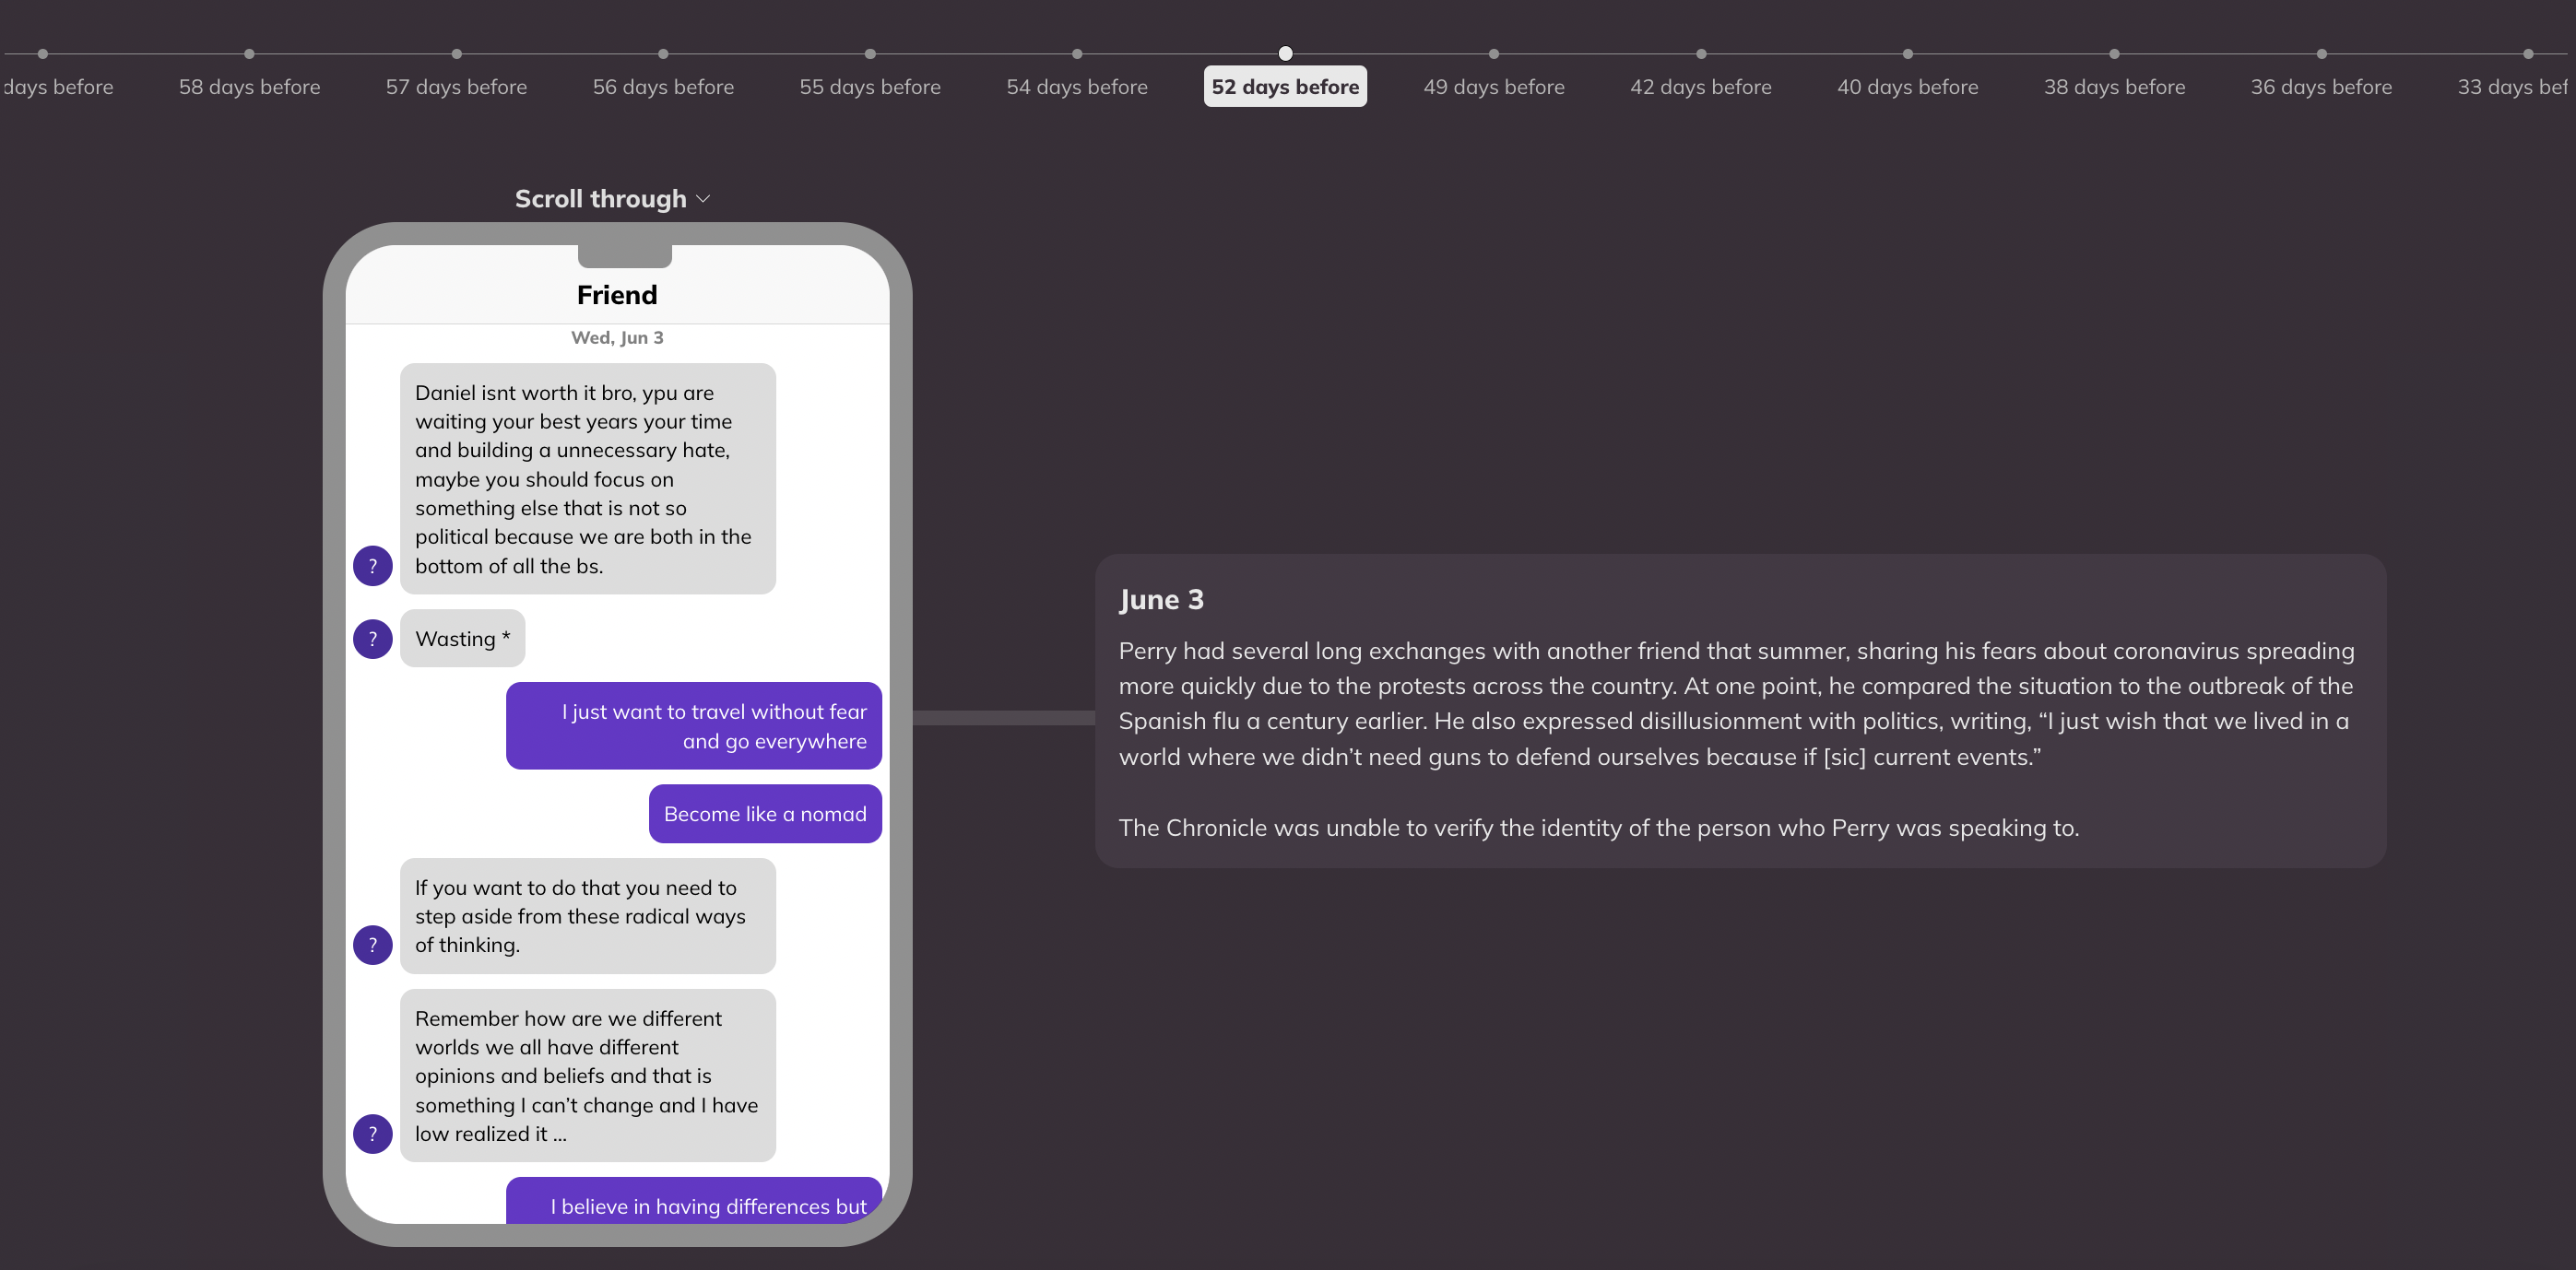 days before
58 days before
57 days before
56 days before
55 days before
54 days before
52 days before
49 days before
42 days before
40 days before
38 days before
36 days before
33 days bef
Scroll through
Friend
Wed, Jun 3
Daniel isnt worth it bro, ypu are
waiting your best years your time
and building a unnecessary hate,
maybe you should focus on
something else that is not so
political because we are both in the
bottom of all the bs.
?
Wasting *
?
I just want to travel without fear
and go everywhere
Become like a nomad
If you want to do that you need to
step aside from these radical ways
of thinking.
?
Remember how are we different
worlds we all have different
opinions and beliefs and that is
something I can’t change and I have
low realized it ...
?
I believe in having differences but
June 3
Perry had several long exchanges with another friend that summer, sharing his fears about coronavirus spreading
more quickly due to the protests across the country. At one point, he compared the situation to the outbreak of the
Spanish flu a century earlier. He also expressed disillusionment with politics, writing, “I just wish that we lived in a
world where we didn’t need guns to defend ourselves because if [sic] current events.”
The Chronicle was unable to verify the identity of the person who Perry was speaking to.